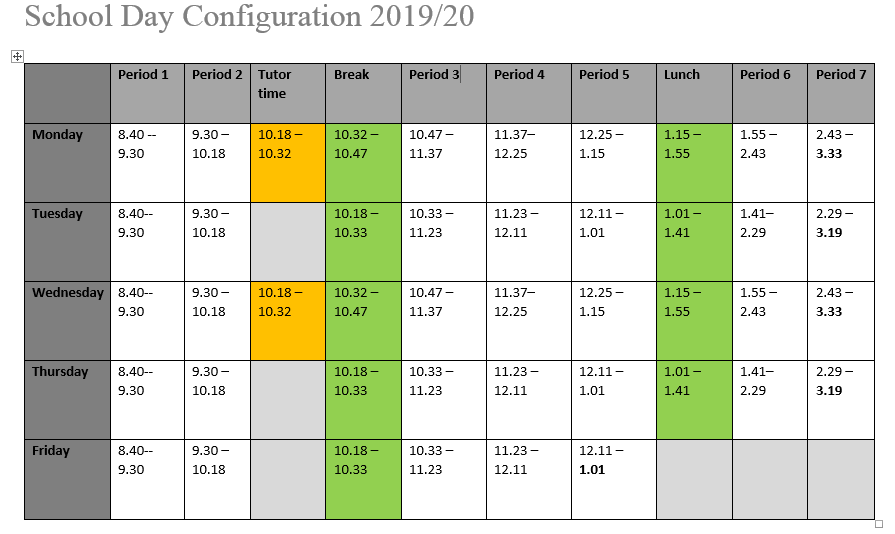 School Day Configuration 2019/20
Period 1 Period 2 Tutor Break Period 3 Period 4 Period 5 Lunch Period 6 Period 7
time
Monday 8.40 -- 9.30 – 10.18 – 10.32 – 10.47 – 11.37– 12.25 – 1.15 – 1.55 – 2.43 –
9.30 10.18 10.32 10.47 11.37 12.25 1.15 1.55 2.43 3.33
Tuesday 8.40-- 9.30 – 10.18 – 10.33 – 11.23 – 12.11 – 1.01 – 1.41– 2.29 –
9.30 10.18 10.33 11.23 12.11 1.01 1.41 2.29 3.19
Wednesday 8.40-- 9.30 – 10.18 – 10.32 – 10.47 – 11.37– 12.25 – 1.15 – 1.55 – 2.43 –
9.30 10.18 10.32 10.47 11.37 12.25 1.15 1.55 2.43 3.33
Thursday 8.40-- 9.30 – 10.18 – 10.33 – 11.23 – 12.11 – 1.01 – 1.41– 2.29 –
9.30 10.18 10.33 11.23 12.11 1.01 1.41 2.29 3.19
Friday 8.40-- 9.30 – 10.18 – 10.33 – 11.23 – 12.11 –
9.30 10.18 10.33 11.23 12.11 1.01